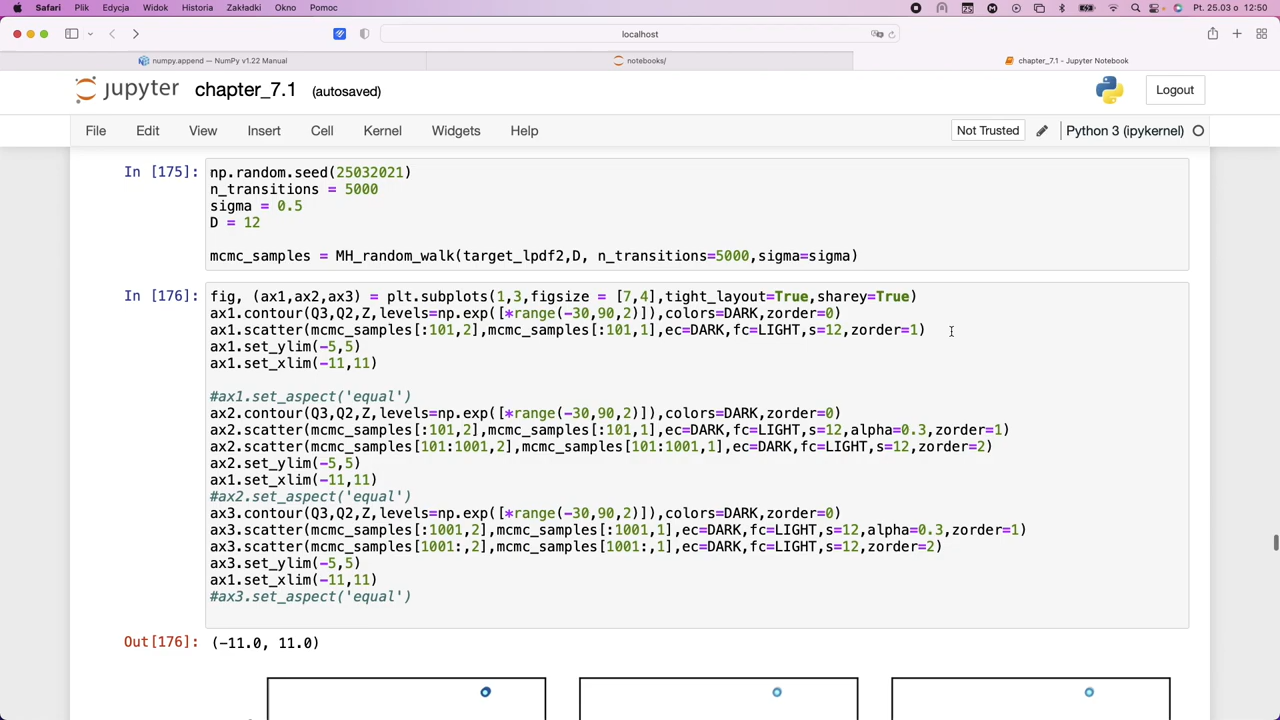 Safari Plik Edycja Widok Historia Zakładki Okno Pomoc Pt. 25.03 o 12:50
localhost
numpy.append — NumPy v1.22 Manual notebooks/ chapter_7.1 - Jupyter Notebook
jupyter chapter_7.1 (autosaved) Logout
File Edit View Insert Cell Kernel Widgets Help Not Trusted Python 3 (ipykernel)
In [175]: np.random.seed(25032021)
n_transitions = 5000
sigma = 0.5
D = 12
mcmc_samples = MH_random_walk(target_lpdf2,D, n_transitions=5000,sigma=sigma)
In [176]: fig, (ax1,ax2,ax3) = plt.subplots(1,3,figsize = [7,4],tight_layout=True,sharey=True)
ax1.contour(Q3,Q2,Z,levels=np.exp([*range(-30,90,2)]),colors=DARK,zorder=0)
ax1.scatter(mcmc_samples[:101,2],mcmc_samples[:101,1],ec=DARK,fc=LIGHT,s=12,zorder=1)
ax1.set_ylim(-5,5)
ax1.set_xlim(-11,11)
#ax1.set_aspect('equal')
ax2.contour(Q3,Q2,Z,levels=np.exp([*range(-30,90,2)]),colors=DARK,zorder=0)
ax2.scatter(mcmc_samples[:101,2],mcmc_samples[:101,1],ec=DARK,fc=LIGHT,s=12,alpha=0.3,zorder=1)
ax2.scatter(mcmc_samples[101:1001,2],mcmc_samples[101:1001,1],ec=DARK,fc=LIGHT,s=12,zorder=2)
ax2.set_ylim(-5,5)
ax1.set_xlim(-11,11)
#ax2.set_aspect('equal')
ax3.contour(Q3,Q2,Z,levels=np.exp([*range(-30,90,2)]),colors=DARK,zorder=0)
ax3.scatter(mcmc_samples[:1001,2],mcmc_samples[:1001,1],ec=DARK,fc=LIGHT,s=12,alpha=0.3,zorder=1)
ax3.scatter(mcmc_samples[1001:,2],mcmc_samples[1001:,1],ec=DARK,fc=LIGHT,s=12,zorder=2)
ax3.set_ylim(-5,5)
ax1.set_xlim(-11,11)
#ax3.set_aspect('equal')
Out[176]: (-11.0, 11.0)